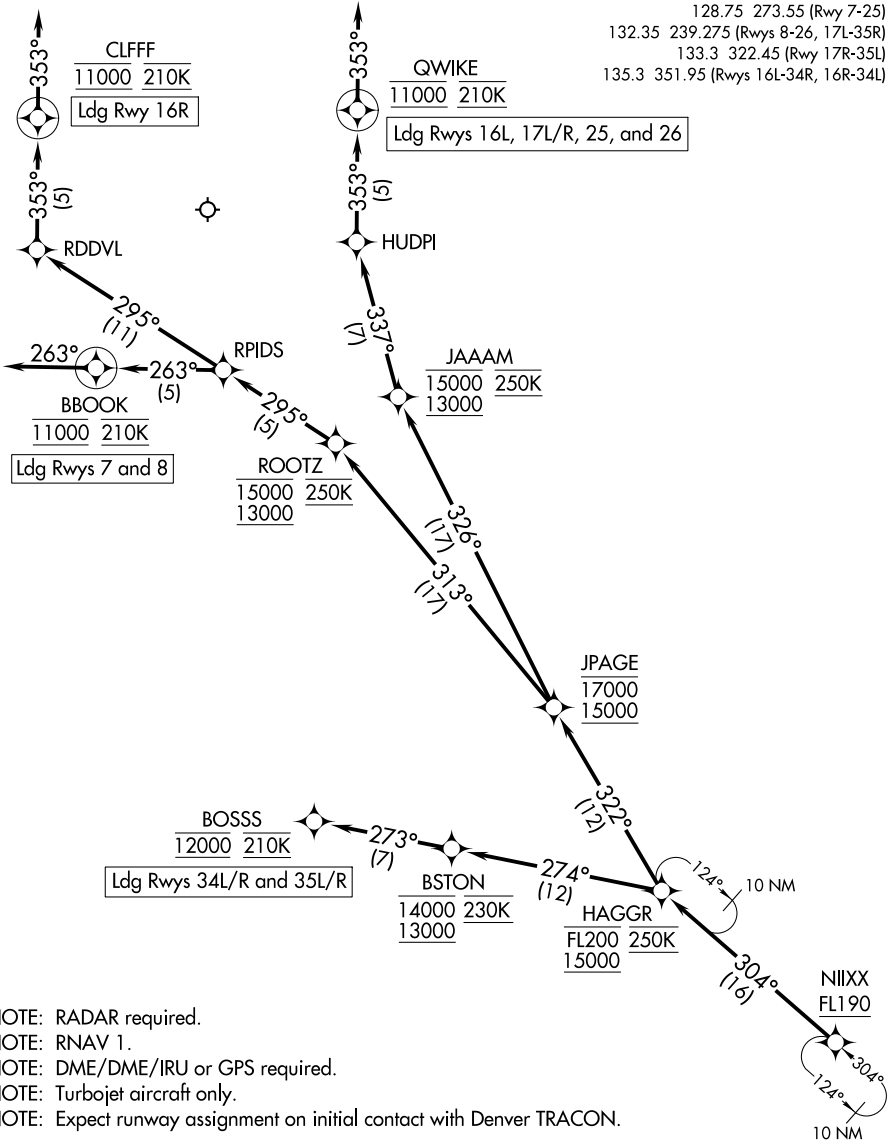 128.75 273.55 (Rwy 7-25)
132.35 239.275 (Rwys 8-26, 17L-35R)
133.3 322.45 (Rwy 17R-35L)
135.3 351.95 (Rwys 16L-34R, 16R-34L)
353°
CLFFF
11000 210K
Ldg Rwy 16R
353°
QWIKE
11000 210K
Ldg Rwys 16L, 17L/R, 25, and 26
353°
(5)
353°
(5)
RDDVL
HUDPI
295°
(11)
337°
(7)
RPIDS
263°
263°
(5)
JAAAM
15000 250K
13000
BBOOK
11000 210K
Ldg Rwys 7 and 8
295°
(5)
ROOTZ
15000 250K
13000
326°
(17)
313°
(17)
JPAGE
17000
15000
322°
(12)
BOSSS
12000 210K
Ldg Rwys 34L/R and 35L/R
273°
(7)
BSTON
14000 230K
13000
274°
(12)
HAGGR
FL200 250K
15000
124°
10 NM
304°
(16)
NIIXX
FL190
304°
124°
10 NM
OTE: RADAR required.
OTE: RNAV 1.
OTE: DME/DME/IRU or GPS required.
OTE: Turbojet aircraft only.
OTE: Expect runway assignment on initial contact with Denver TRACON.